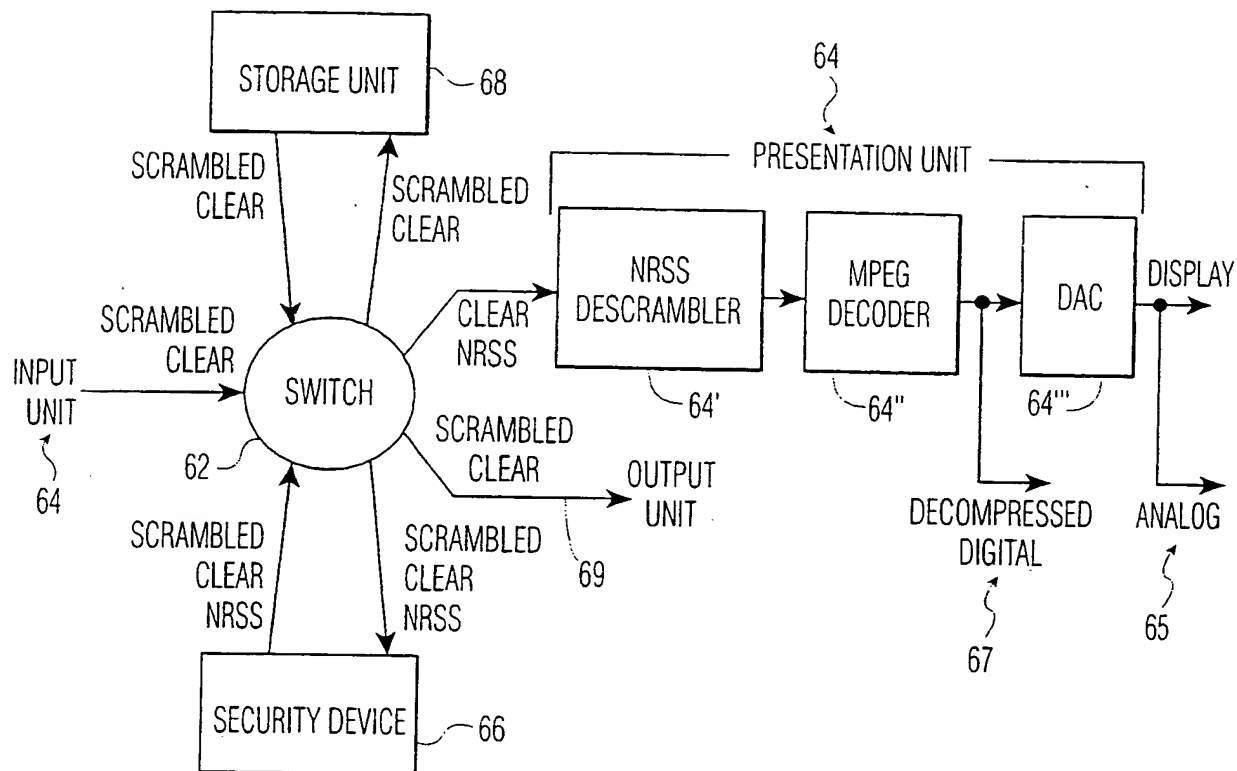 STORAGE UNIT
68
SCRAMBLED
CLEAR
SCRAMBLED
CLEAR
64
PRESENTATION UNIT
NRSS
DESCRAMBLER
64'
MPEG
DECODER
64''
DAC
64'''
DISPLAY
CLEAR
NRSS
SCRAMBLED
CLEAR
INPUT
UNIT
64
SWITCH
62
SCRAMBLED
CLEAR
69
OUTPUT
UNIT
DECOMPRESSED
DIGITAL
67
ANALOG
65
SCRAMBLED
CLEAR
NRSS
SCRAMBLED
CLEAR
NRSS
SECURITY DEVICE
66